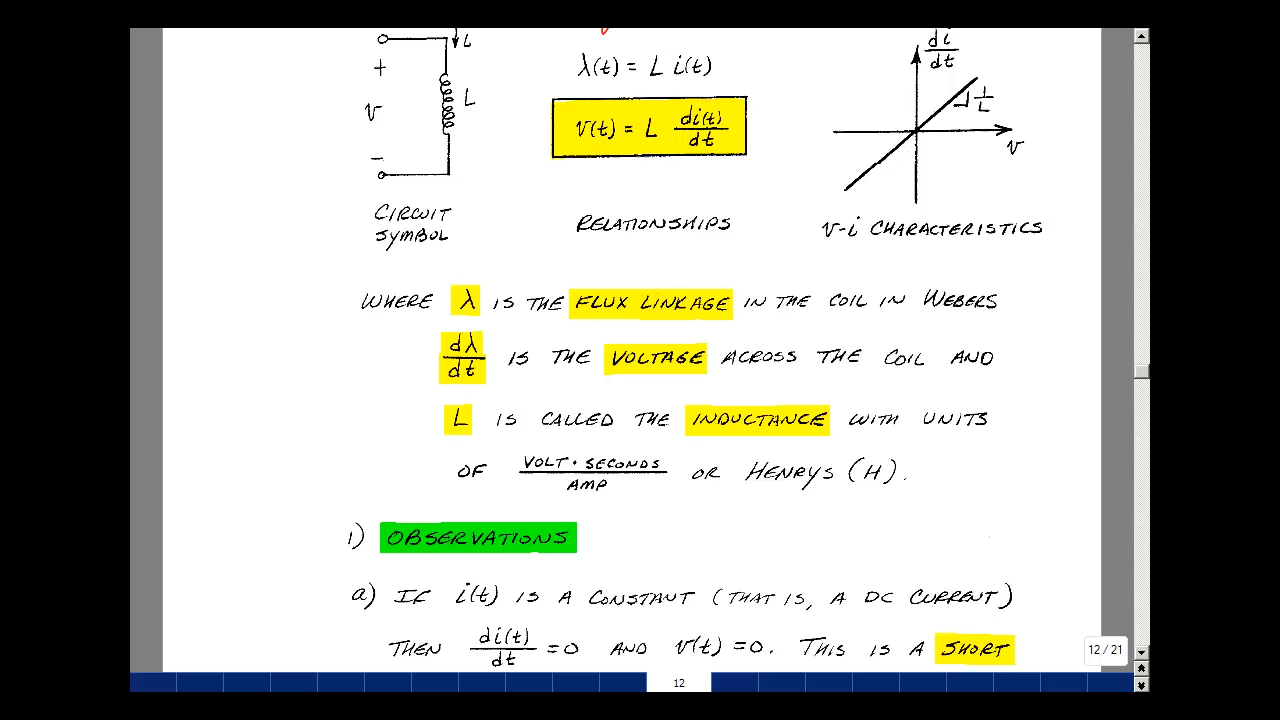 i
di
dt
+
λ(t) = L i(t)
v
L
1
L
v(t) = L di(t)
dt
v
−
CIRCUIT
SYMBOL
RELATIONSHIPS
v-i CHARACTERISTICS
WHERE λ IS THE FLUX LINKAGE IN THE COIL IN WEBERS
dλ
dt
IS THE VOLTAGE ACROSS THE COIL AND
L IS CALLED THE INDUCTANCE WITH UNITS
OF VOLT·SECONDS
AMP
OR HENRYS (H).
1) OBSERVATIONS
a) IF i(t) IS A CONSTANT (THAT IS, A DC CURRENT)
THEN di(t)
dt
=0 AND v(t)=0. THIS IS A SHORT
12 / 21
12